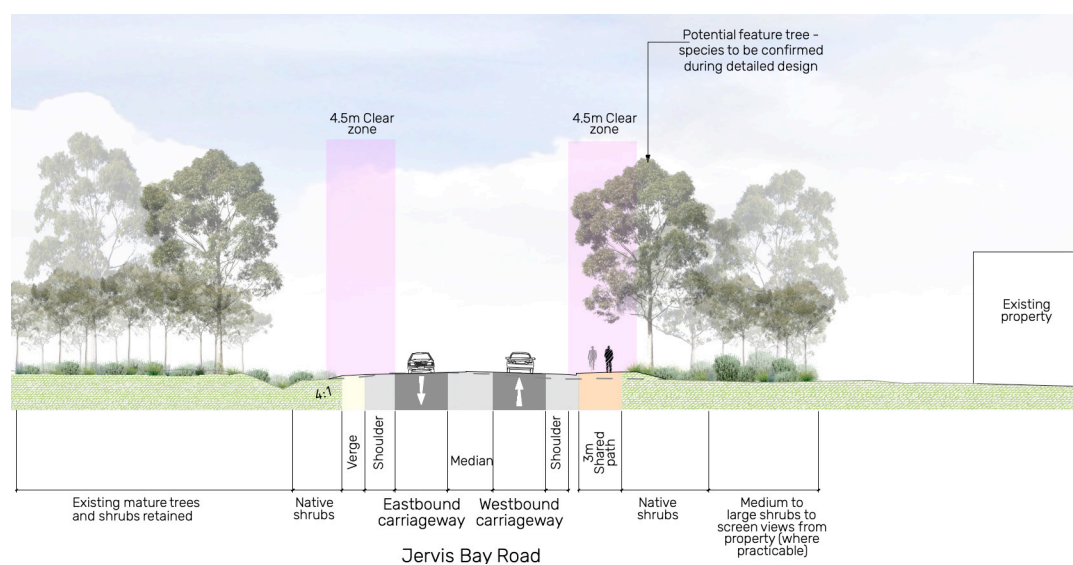 Potential feature tree -
species to be confirmed
during detailed design
4.5m Clear
zone
4.5m Clear
zone
Existing
property
4:1
Verge
Shoulder
Median
Shoulder
3m
Shared
path
Existing mature trees
and shrubs retained
Native
shrubs
Eastbound
carriageway
Westbound
carriageway
Native
shrubs
Medium to
large shrubs to
screen views from
property (where
practicable)
Jervis Bay Road